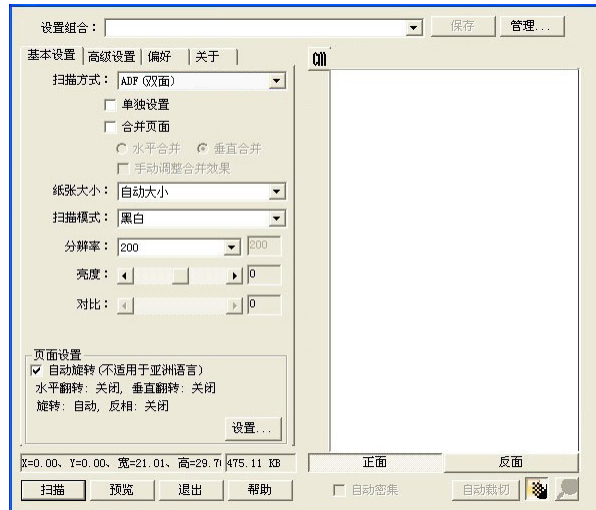 设置组合： 保存 管理...
基本设置 高级设置 偏好 关于 cm
扫描方式： ADF (双面)
单独设置
合并页面
水平合并 垂直合并
手动调整合并效果
纸张大小： 自动大小
扫描模式： 黑白
分辨率： 200 200
亮度： 0
对比： 0
页面设置
自动旋转(不适用于亚洲语言)
水平翻转: 关闭, 垂直翻转: 关闭
旋转: 自动, 反相: 关闭
设置...
X=0.00、Y=0.00、宽=21.01、高=29.7 475.11 KB 正面 反面
扫描 预览 退出 帮助 自动密集 自动裁切